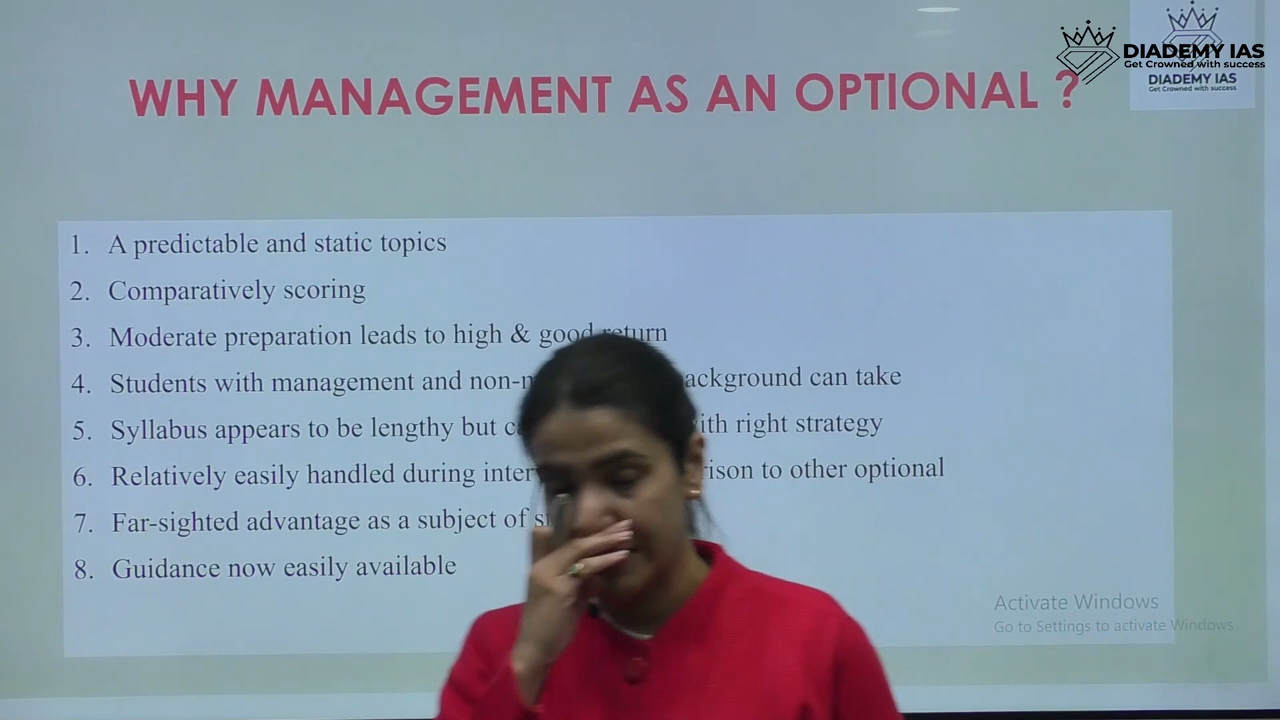 DIADEMY IAS
Get Crowned with success
DIADEMY IAS
Get Crowned with success
WHY MANAGEMENT AS AN OPTIONAL ?
1. A predictable and static topics
2. Comparatively scoring
3. Moderate preparation leads to high & good return
4. Students with management and background can take
5. Syllabus appears to be lengthy but with right strategy
6. Relatively easily handled during to other optional
7. Far-sighted advantage as a subject of
8. Guidance now easily available
Activate Windows
Go to Settings to activate Windows.